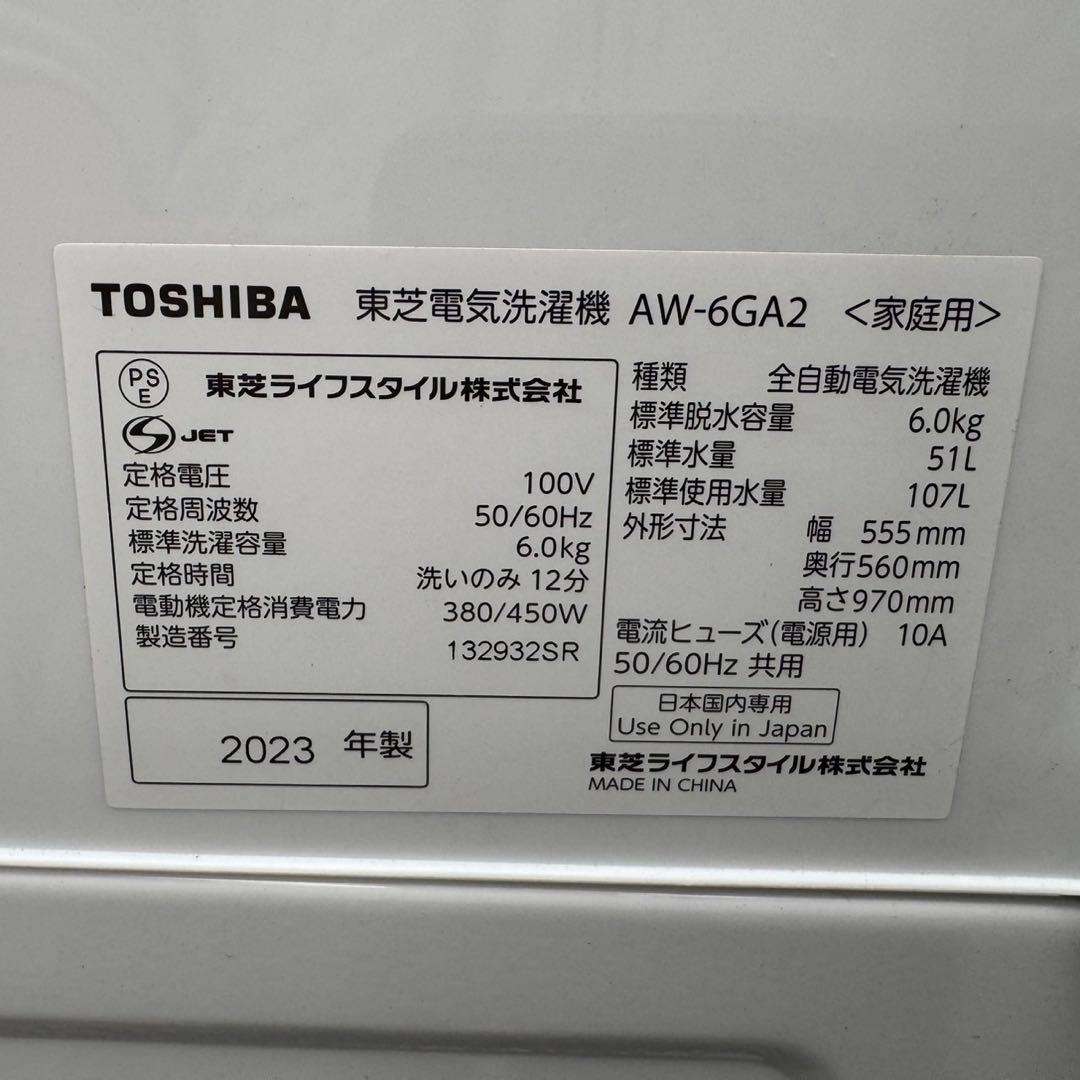 TOSHIBA 東芝電気洗濯機 AW-6GA2 <家庭用>
PSE 東芝ライフスタイル株式会社
JET
定格電圧 100V
定格周波数 50/60Hz
標準洗濯容量 6.0kg
定格時間 洗いのみ 12分
電動機定格消費電力 380/450W
製造番号 132932SR
2023 年製
種類 全自動電気洗濯機
標準脱水容量 6.0kg
標準水量 51L
標準使用水量 107L
外形寸法 幅 555mm
奥行560mm
高さ970mm
電流ヒューズ(電源用) 10A
50/60Hz 共用
日本国内専用
Use Only in Japan
東芝ライフスタイル株式会社
MADE IN CHINA